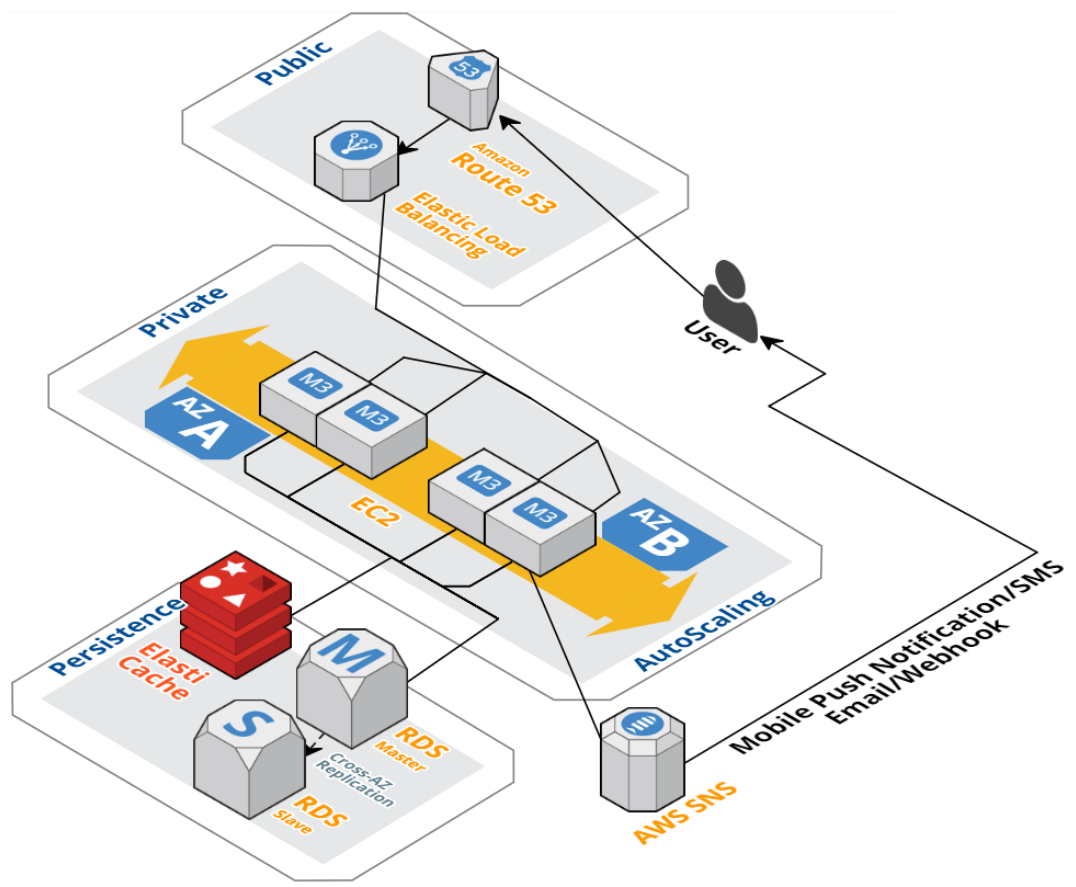 Public
53
Amazon
Route 53
Elastic Load
Balancing
User
Private
M3
M3
AZ
A
M3
M3
EC2
AZ
B
AutoScaling
Persistence
Elasti
Cache
M
RDS
Master
S
Cross-AZ
Replication
RDS
Slave
Mobile Push Notification/SMS
Email/Webhook
AWS SNS